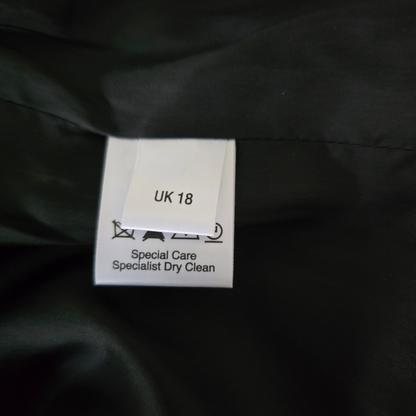 UK 18
Special Care
Specialist Dry Clean